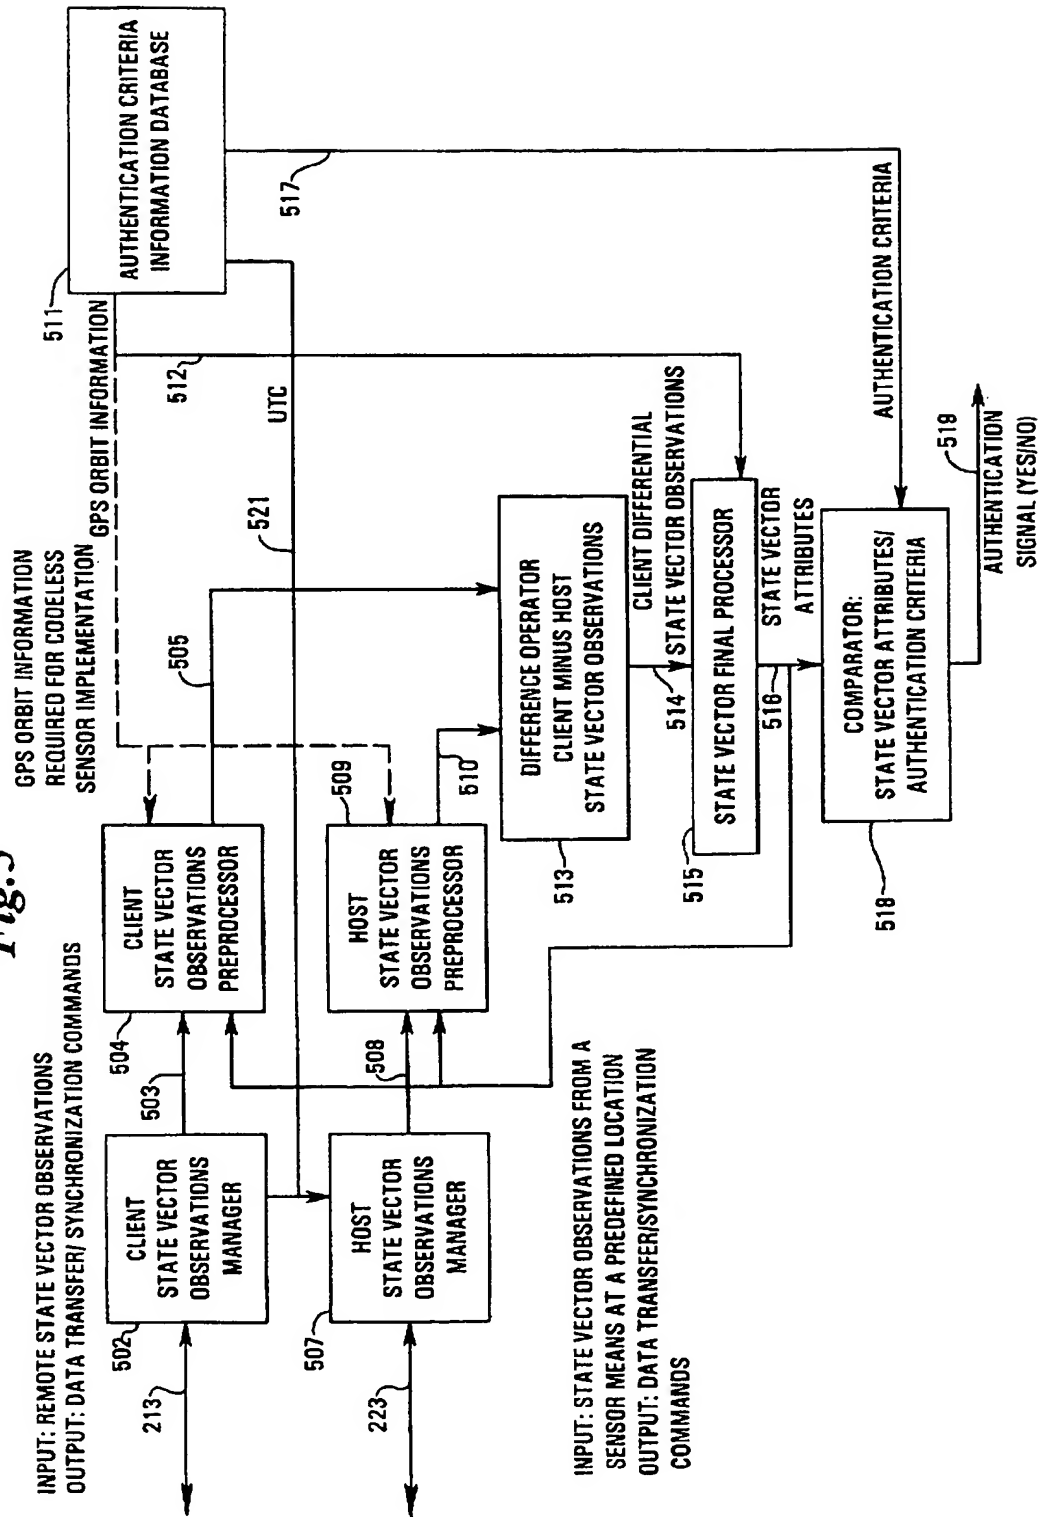 Fig.5
INPUT: REMOTE STATE VECTOR OBSERVATIONS
OUTPUT: DATA TRANSFER/ SYNCHRONIZATION COMMANDS
GPS ORBIT INFORMATION
REQUIRED FOR CODELESS
SENSOR IMPLEMENTATION
GPS ORBIT INFORMATION
511
AUTHENTICATION CRITERIA
INFORMATION DATABASE
213
502
CLIENT
STATE VECTOR
OBSERVATIONS
MANAGER
503
504
CLIENT
STATE VECTOR
OBSERVATIONS
PREPROCESSOR
505
512
517
521
UTC
223
507
HOST
STATE VECTOR
OBSERVATIONS
MANAGER
508
509
HOST
STATE VECTOR
OBSERVATIONS
PREPROCESSOR
510
513
DIFFERENCE OPERATOR
CLIENT MINUS HOST
STATE VECTOR OBSERVATIONS
514
CLIENT DIFFERENTIAL
STATE VECTOR OBSERVATIONS
515
STATE VECTOR FINAL PROCESSOR
516
STATE VECTOR
ATTRIBUTES
518
COMPARATOR:
STATE VECTOR ATTRIBUTES/
AUTHENTICATION CRITERIA
AUTHENTICATION CRITERIA
519
AUTHENTICATION
SIGNAL (YES/NO)
INPUT: STATE VECTOR OBSERVATIONS FROM A
SENSOR MEANS AT A PREDEFINED LOCATION
OUTPUT: DATA TRANSFER/SYNCHRONIZATION
COMMANDS